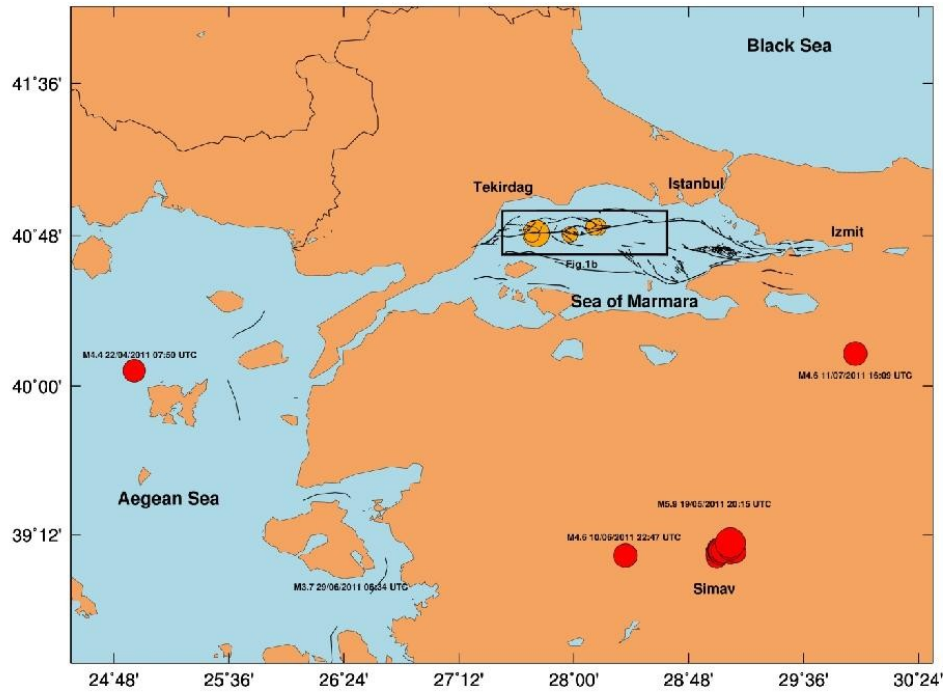 Black Sea
41°36'
Istanbul
Tekirdag
40°48'
Izmit
Fig.1b
Sea of Marmara
M4.4 22/04/2011 07:59 UTC
M4.6 11/07/2011 16:09 UTC
40°00'
Aegean Sea
M5.9 19/05/2011 20:15 UTC
39°12'
M4.6 10/06/2011 22:47 UTC
M3.7 29/06/2011 06:34 UTC
Simav
24°48' 25°36' 26°24' 27°12' 28°00' 28°48' 29°36' 30°24'